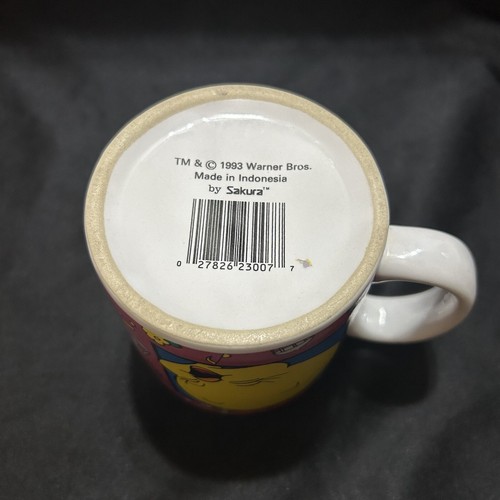 TM & © 1993 Warner Bros.
Made in Indonesia
by Sakura™
0 27826 23007 7